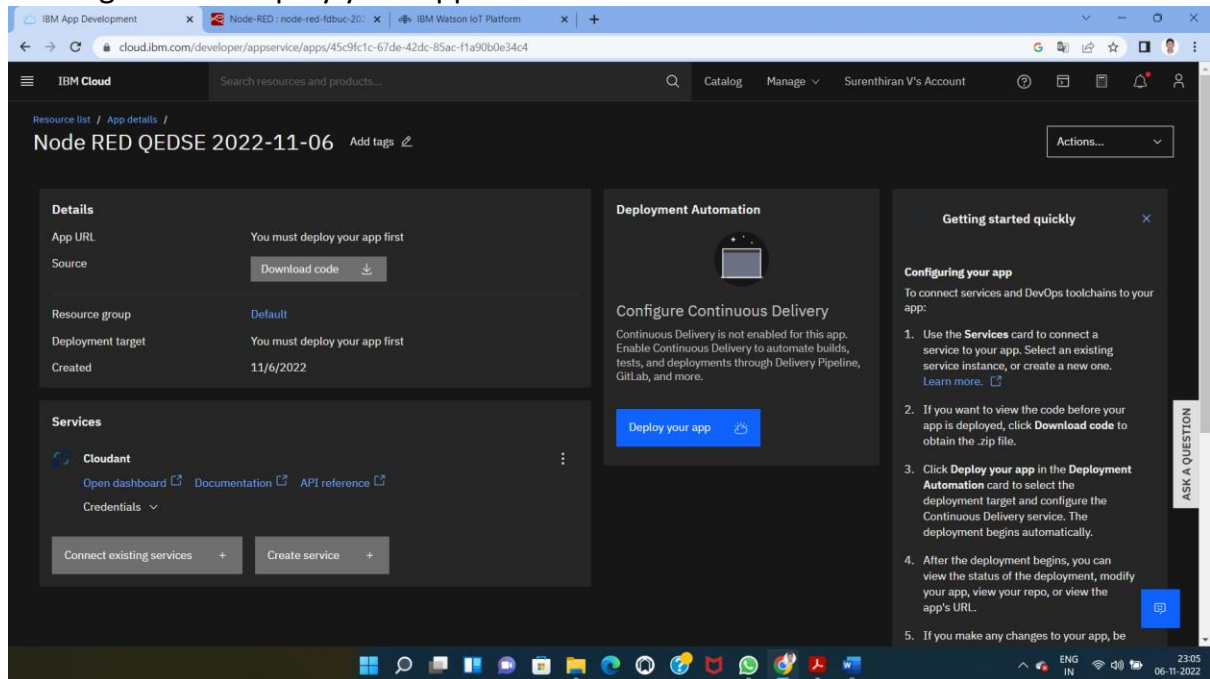 IBM App Development
Node-RED : node-red-fdbuc-202
IBM Watson IoT Platform
cloud.ibm.com/developer/appservice/apps/45c9fc1c-67de-42dc-85ac-f1a90b0e34c4
IBM Cloud
Search resources and products...
Catalog
Manage
Surenthiran V's Account
Resource list / App details /
Node RED QEDSE 2022-11-06
Add tags
Actions...
Details
App URL
You must deploy your app first
Source
Download code
Resource group
Default
Deployment target
You must deploy your app first
Created
11/6/2022
Services
Cloudant
Open dashboard
Documentation
API reference
Credentials
Connect existing services +
Create service +
Deployment Automation
Configure Continuous Delivery
Continuous Delivery is not enabled for this app.
Enable Continuous Delivery to automate builds,
tests, and deployments through Delivery Pipeline,
GitLab, and more.
Deploy your app
Getting started quickly
Configuring your app
To connect services and DevOps toolchains to your
app:
1. Use the Services card to connect a
service to your app. Select an existing
service instance, or create a new one.
Learn more.
2. If you want to view the code before your
app is deployed, click Download code to
obtain the .zip file.
3. Click Deploy your app in the Deployment
Automation card to select the
deployment target and configure the
Continuous Delivery service. The
deployment begins automatically.
4. After the deployment begins, you can
view the status of the deployment, modify
your app, view your repo, or view the
app's URL.
5. If you make any changes to your app, be
ASK A QUESTION
ENG
IN
23:05
06-11-2022